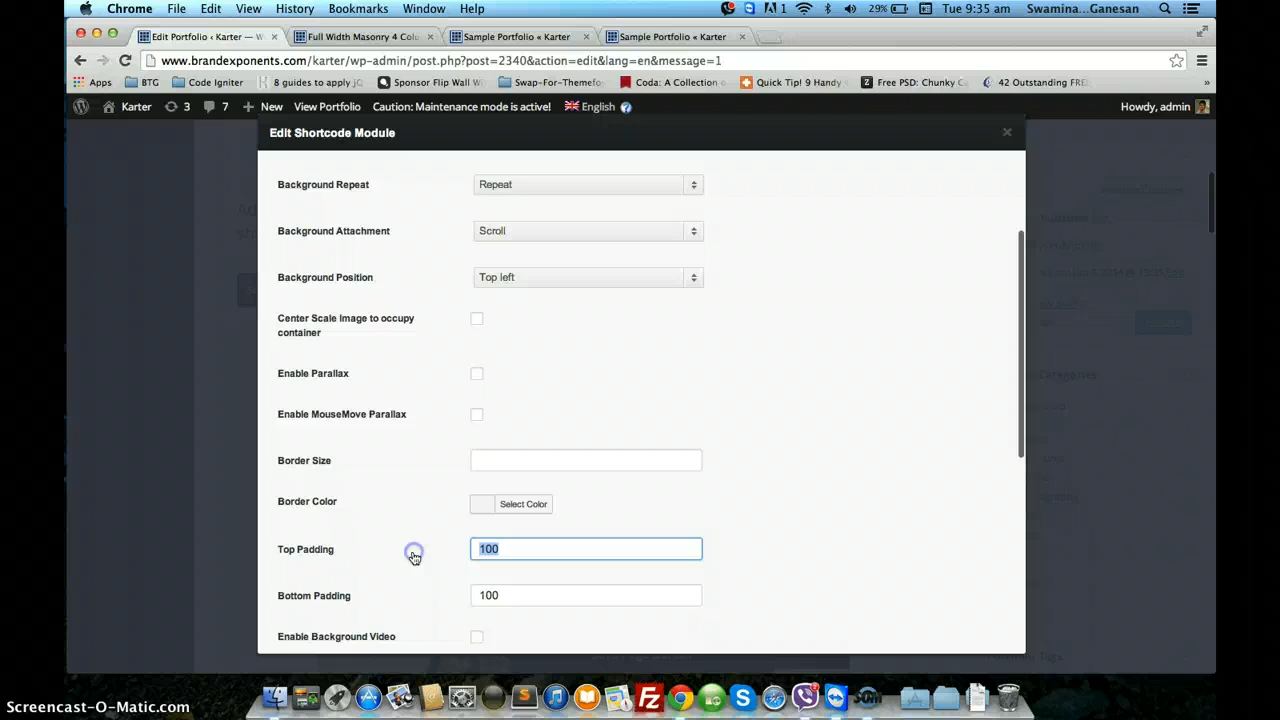 Chrome File Edit View History Bookmarks Window Help 1 29% Tue 9:35 am Swamina...Ganesan
Edit Portfolio ‹ Karter — W × Full Width Masonry 4 Colu × Sample Portfolio « Karter × Sample Portfolio « Karter ×
www.brandexponents.com/karter/wp-admin/post.php?post=2340&action=edit&lang=en&message=1
Apps BTG Code Igniter 8 guides to apply jQ Sponsor Flip Wall W Swap-For-Themefo Coda: A Collection o Quick Tip! 9 Handy Free PSD: Chunky C 42 Outstanding FRE »
Karter 3 7 + New View Portfolio Caution: Maintenance mode is active! English Howdy, admin
Edit Shortcode Module ×
Background Repeat Repeat
Background Attachment Scroll
Background Position Top left
Center Scale Image to occupy
container
Enable Parallax
Enable MouseMove Parallax
Border Size
Border Color Select Color
Top Padding 100
Bottom Padding 100
Enable Background Video
Screencast-O-Matic.com